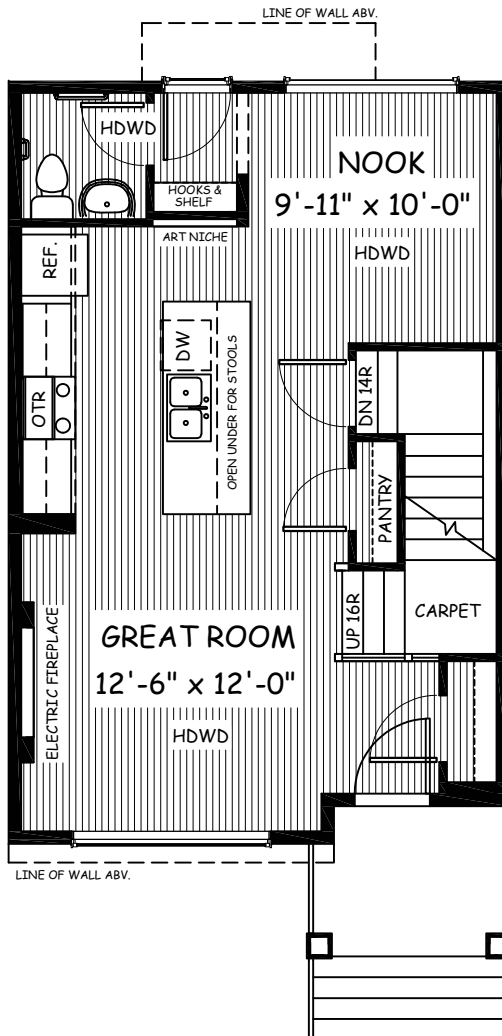 LINE OF WALL ABV.
HDWD
HOOKS &
SHELF
NOOK
9'-11" x 10'-0"
HDWD
ART NICHE
REF.
DW
OPEN UNDER FOR STOOLS
OTR
DN 14R
PANTRY
UP 16R
CARPET
GREAT ROOM
12'-6" x 12'-0"
HDWD
ELECTRIC FIREPLACE
LINE OF WALL ABV.